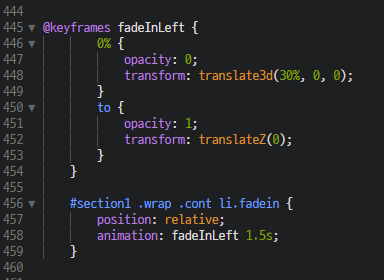 444
445 ▼ @keyframes fadeInLeft {
446 ▼ 0% {
447 opacity: 0;
448 transform: translate3d(30%, 0, 0);
449 }
450 ▼ to {
451 opacity: 1;
452 transform: translateZ(0);
453 }
454 }
455
456 ▼ #section1 .wrap .cont li.fadein {
457 position: relative;
458 animation: fadeInLeft 1.5s;
459 }
460